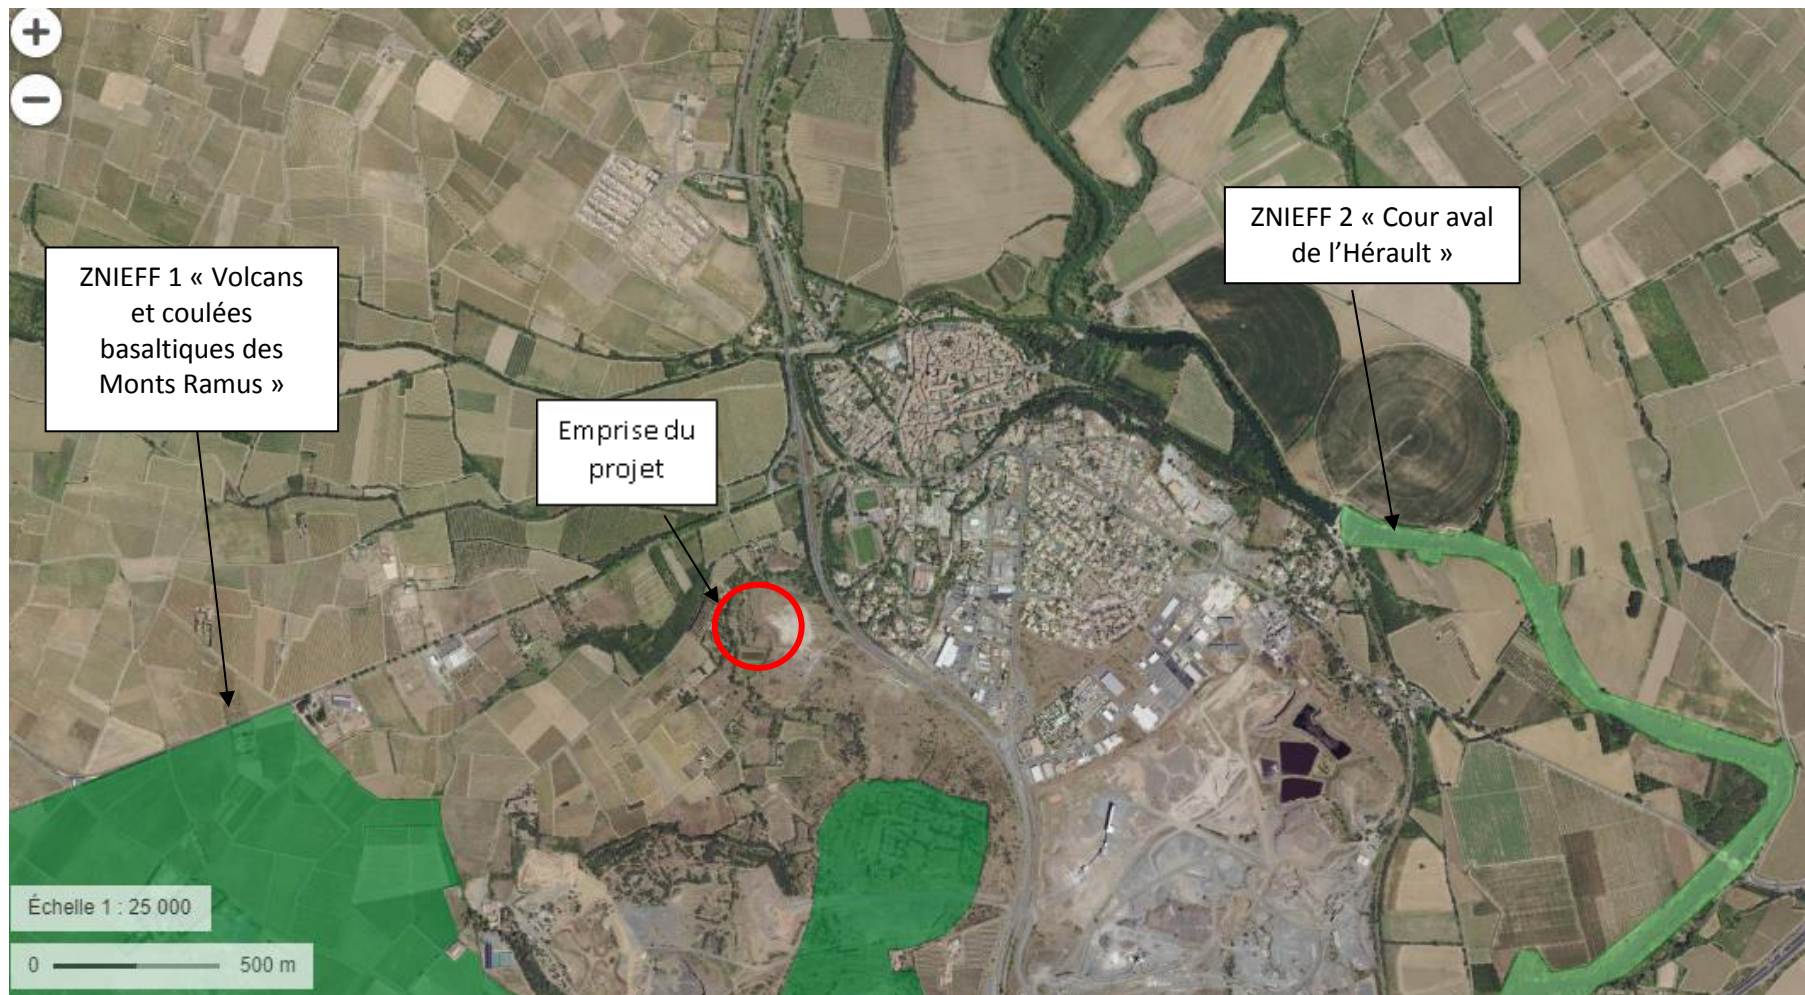 +
−
ZNIEFF 2 « Cour aval
de l’Hérault »
ZNIEFF 1 « Volcans
et coulées
basaltiques des
Monts Ramus »
Emprise du
projet
Échelle 1 : 25 000
0 500 m